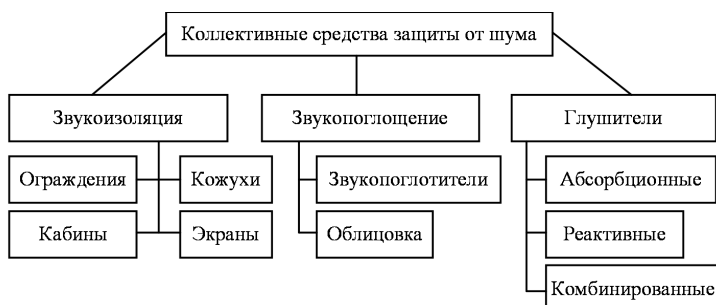 Коллективные средства защиты от шума
Звукоизоляция
Звукопоглощение
Глушители
Ограждения
Кожухи
Звукопоглотители
Абсорбционные
Кабины
Экраны
Облицовка
Реактивные
Комбинированные